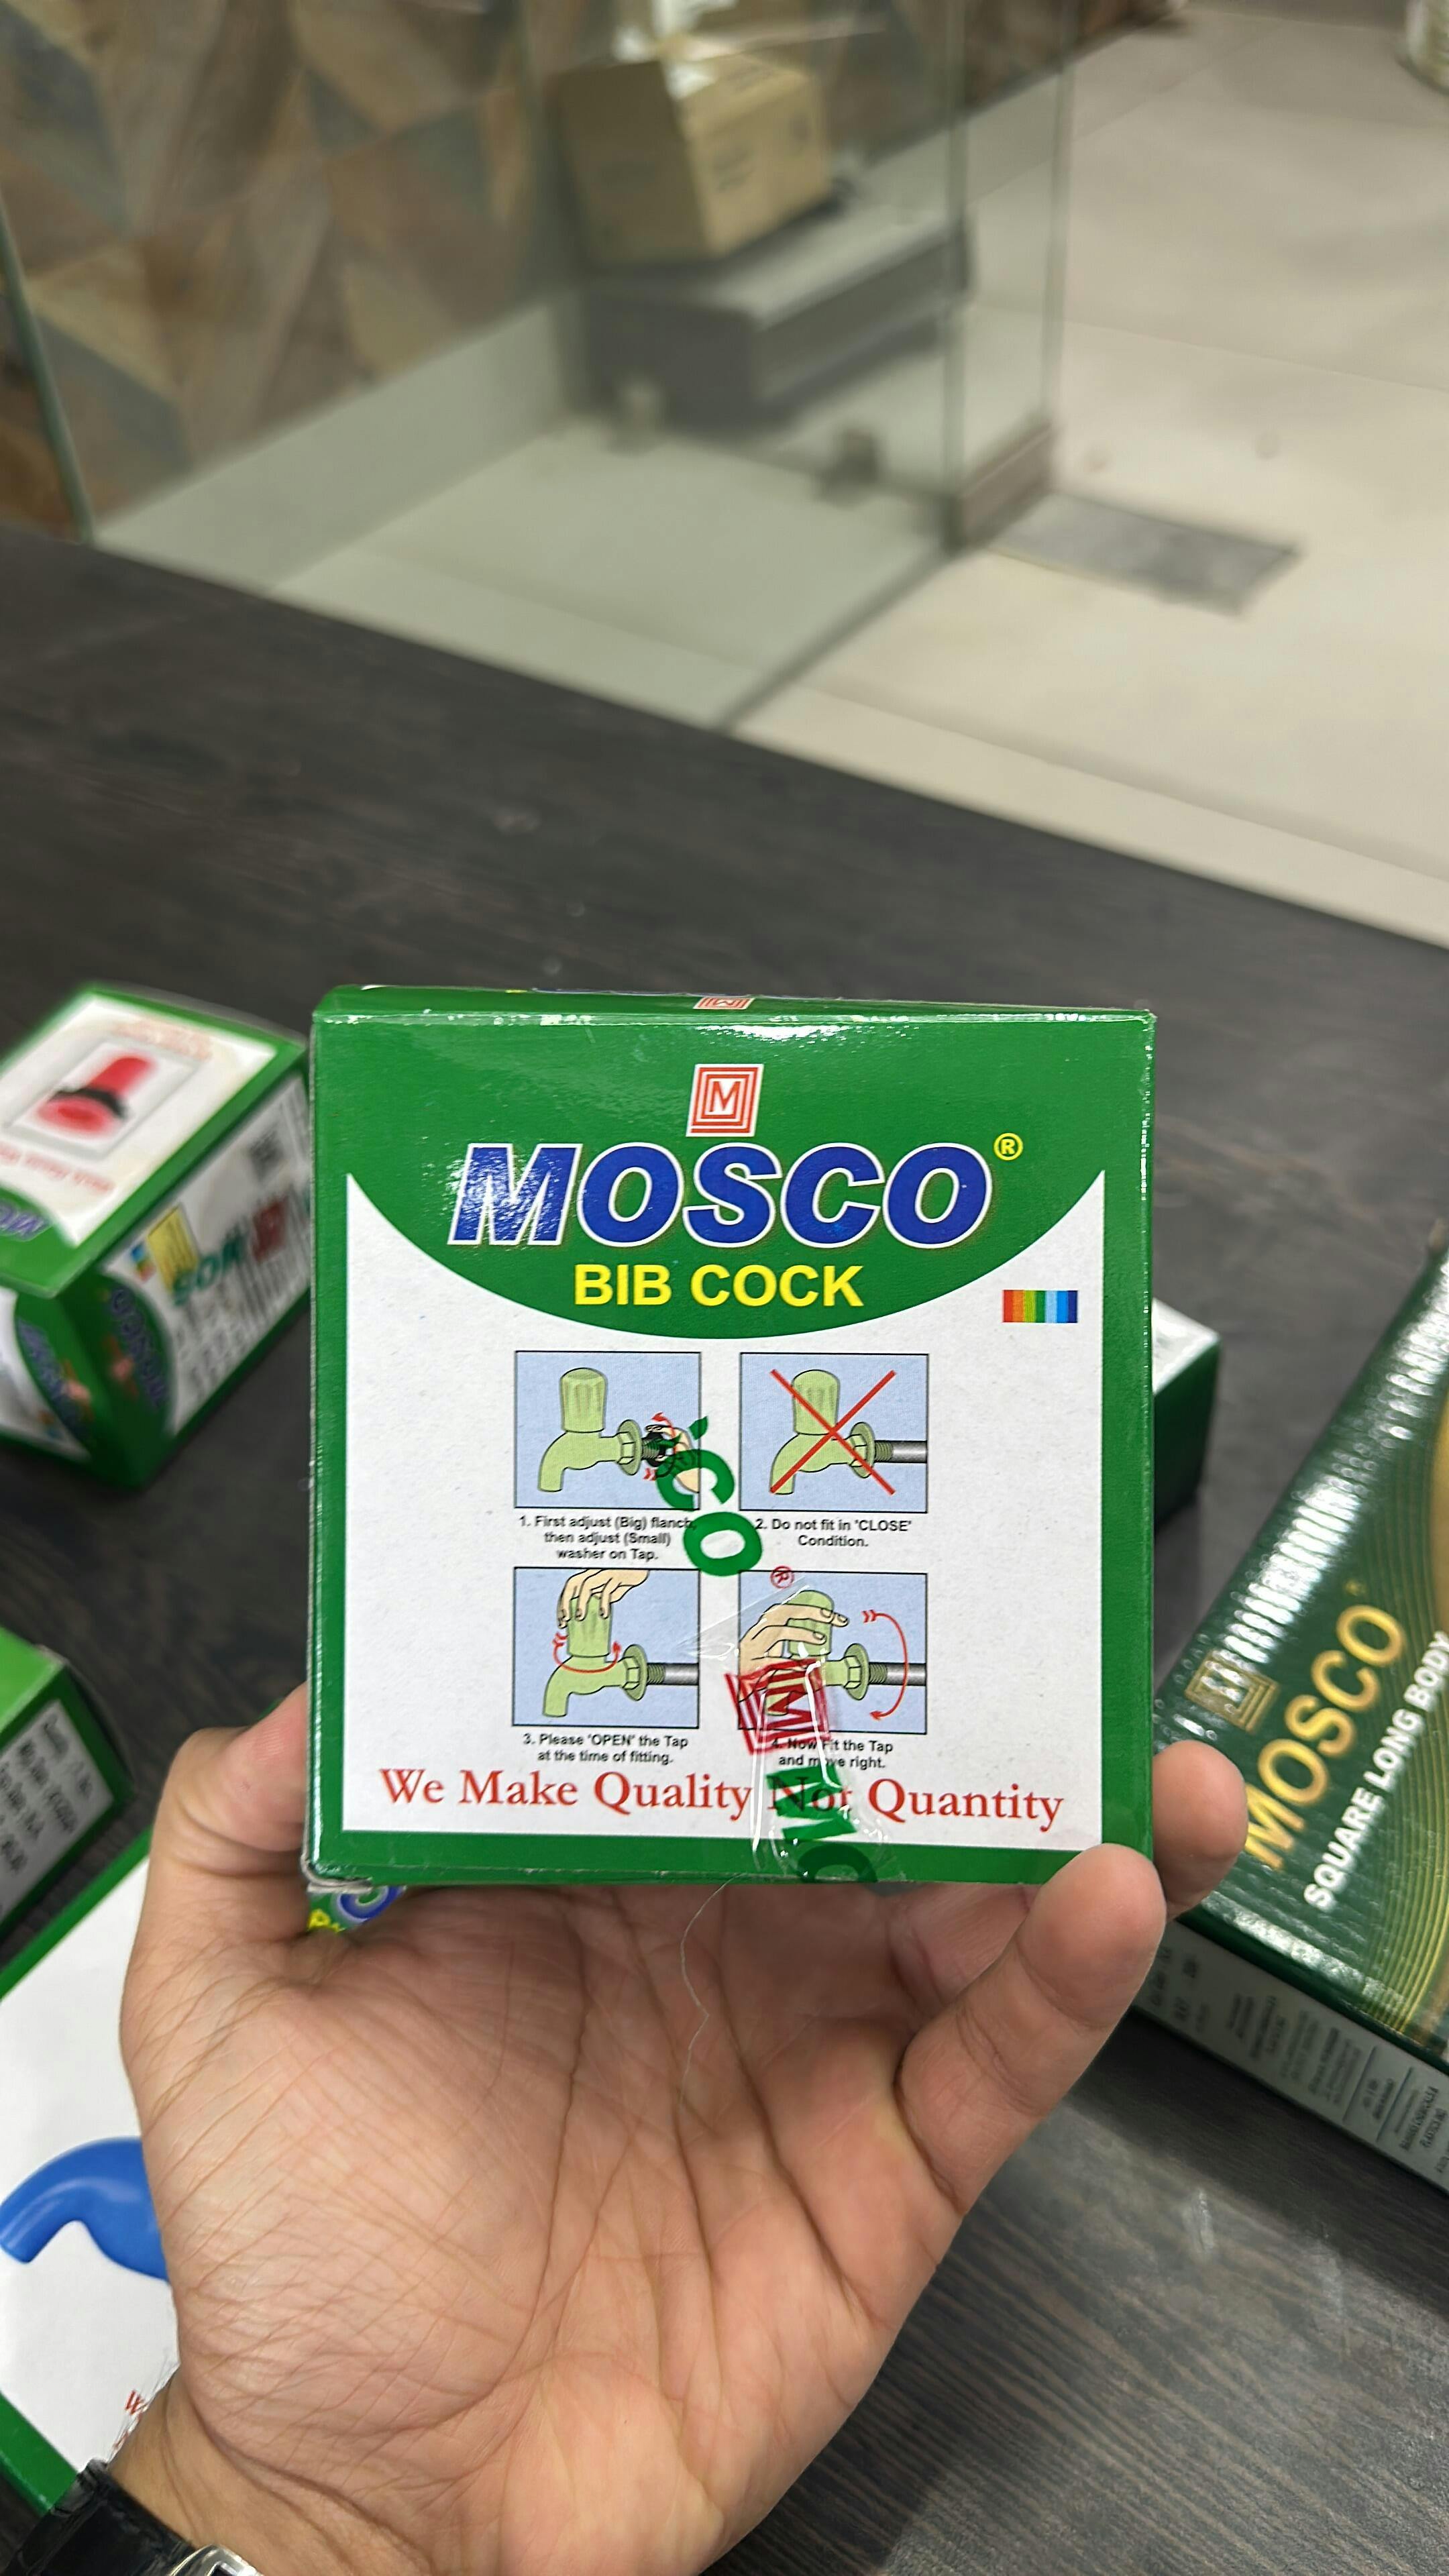 M
MOSCO®
BIB COCK
1. First adjust (Big) flanch,
then adjust (Small)
washer on Tap.
2. Do not fit in 'CLOSE'
Condition.
3. Please 'OPEN' the Tap
at the time of fitting.
4. Now Fit the Tap
and move right.
We Make Quality Not Quantity
CO
®
M
MO
MOSCO
SQUARE LONG BODY